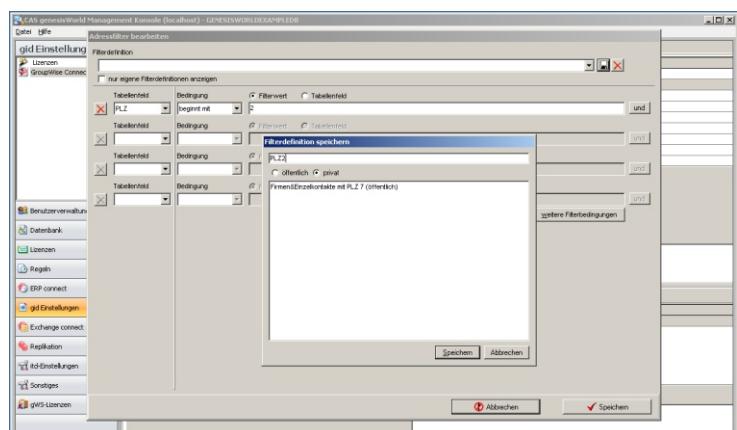 CAS genesisWorld Management Konsole (localhost) - GENESISWORLDEXAMPLEDB
Datei Hilfe
gid Einstellung
Lizenzen
GroupWise Connec
Adressfilter bearbeiten
Filterdefinition
nur eigene Filterdefinitionen anzeigen
Tabellenfeld Bedingung Filterwert Tabellenfeld
PLZ beginnt mit 2 und
Tabellenfeld Bedingung Filterwert Tabellenfeld
und
Tabellenfeld Bedingung
und
Tabellenfeld Bedingung
und
weitere Filterbedingungen
Filterdefinition speichern
PLZ2
öffentlich privat
Firmen&Einzelkontakte mit PLZ 7 (öffentlich)
Speichern Abbrechen
Benutzerverwaltun
Datenbank
Lizenzen
Regeln
ERP connect
gid Einstellungen
Exchange connect
Replikation
itd-Einstellungen
Sonstiges
gWS-Lizenzen
Abbrechen Speichern